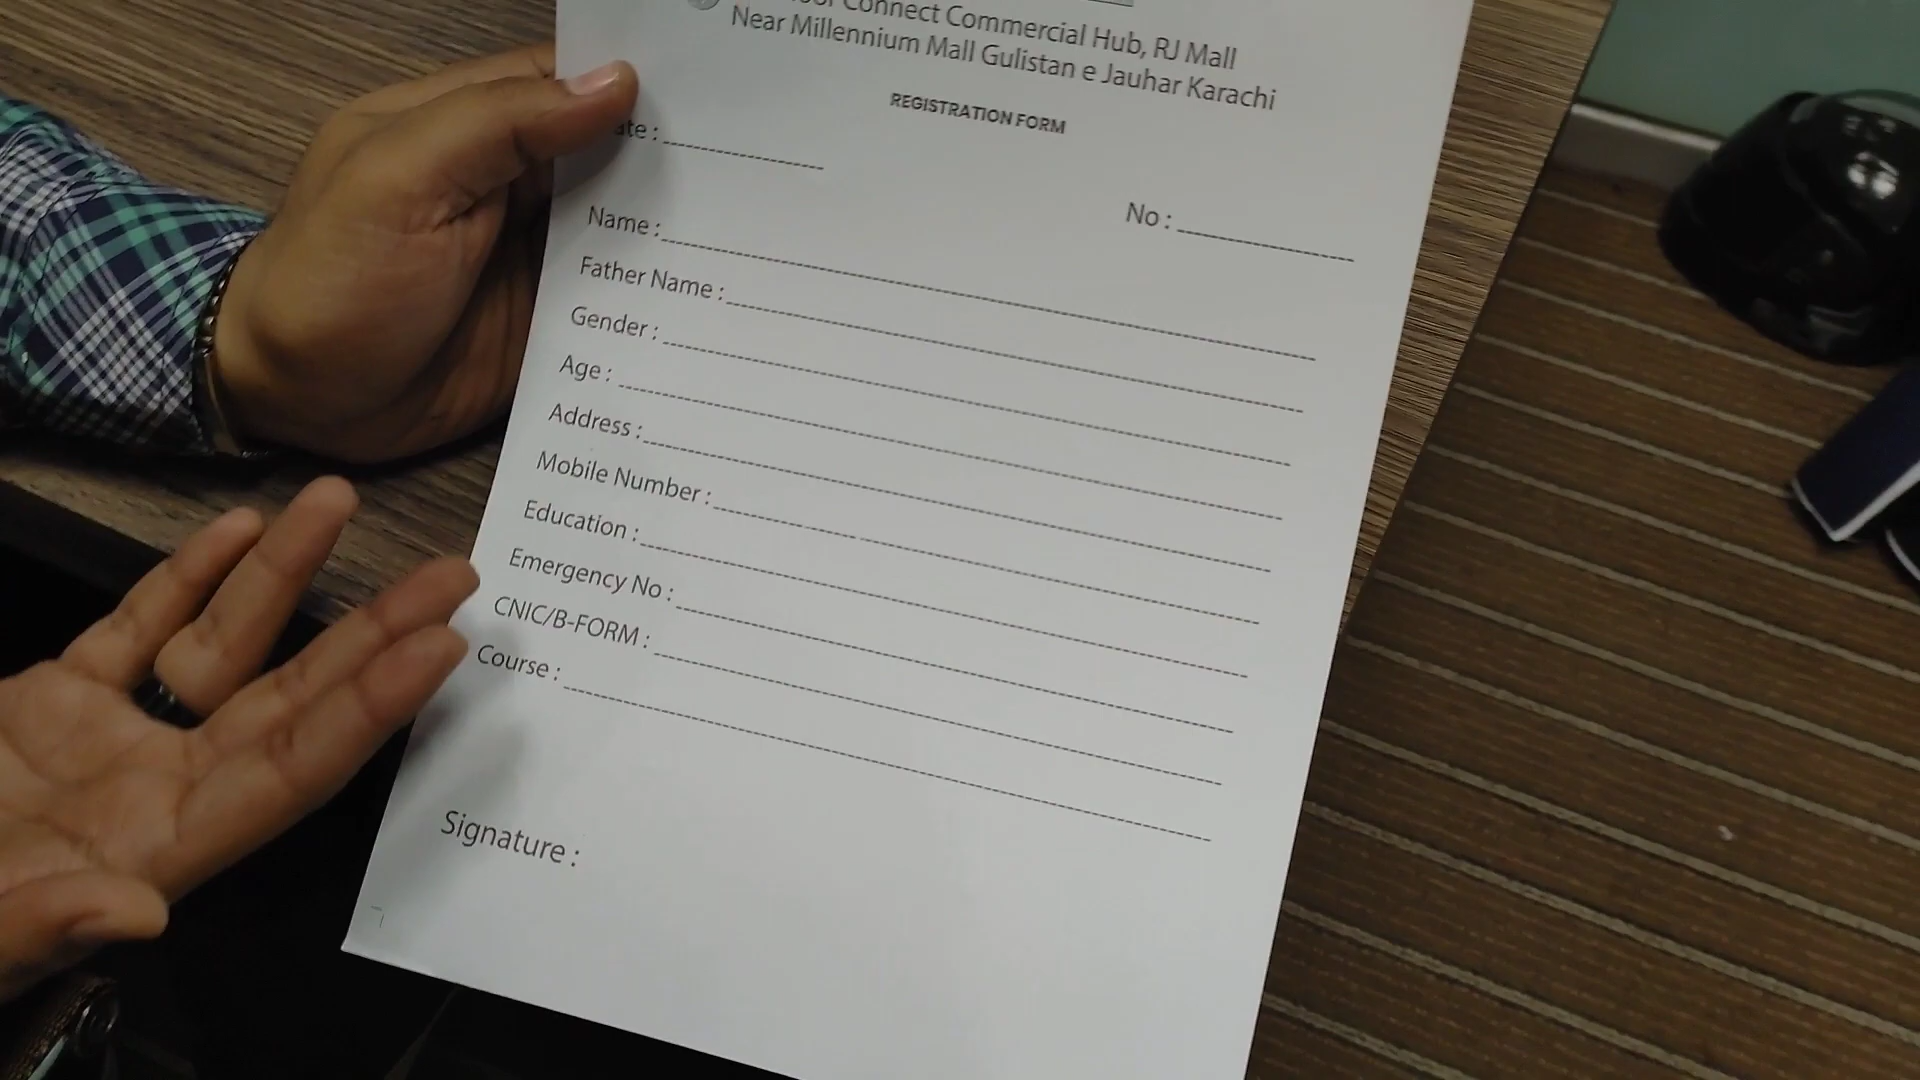 Connect Commercial Hub, RJ Mall
Near Millennium Mall Gulistan e Jauhar Karachi
REGISTRATION FORM
No :
Name :
Father Name :
Gender :
Age :
Address :
Mobile Number :
Education :
Emergency No :
CNIC/B-FORM :
Course :
Signature :